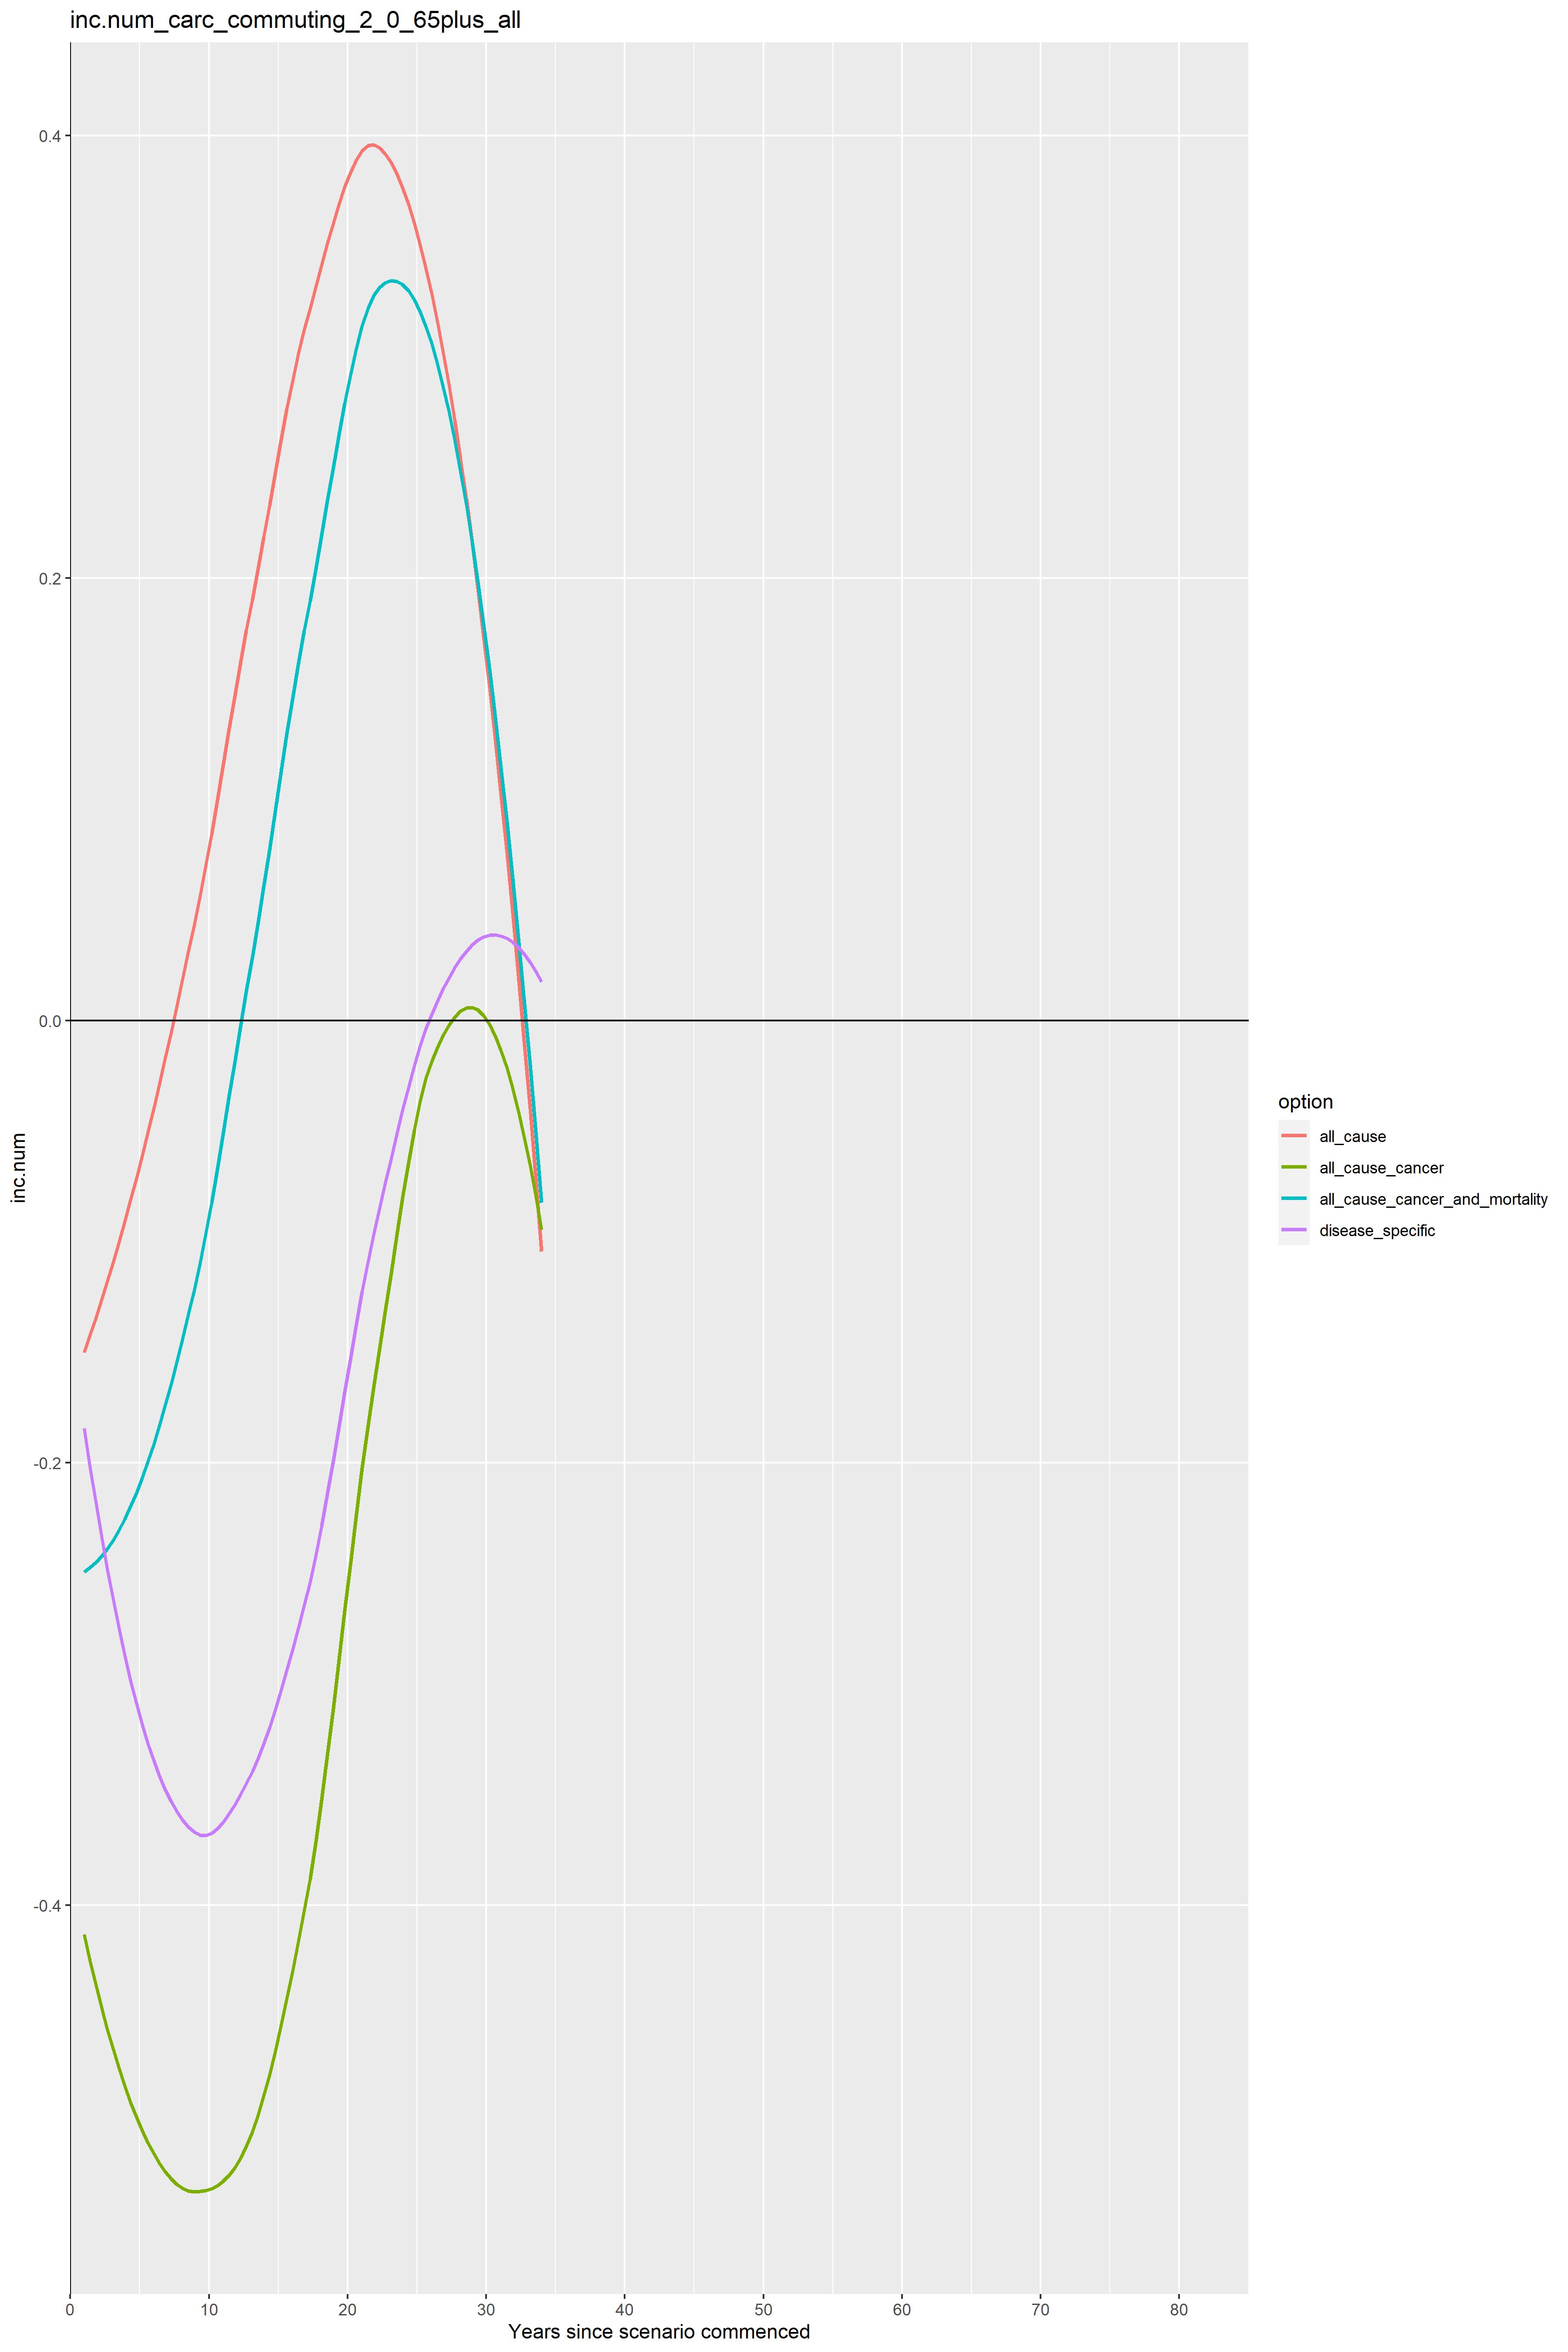 inc.num_carc_commuting_2_0_65plus_all
0.4
0.2
0.0
-0.2
-0.4
inc.num
0 10 20 30 40 50 60 70 80
Years since scenario commenced
option
all_cause
all_cause_cancer
all_cause_cancer_and_mortality
disease_specific